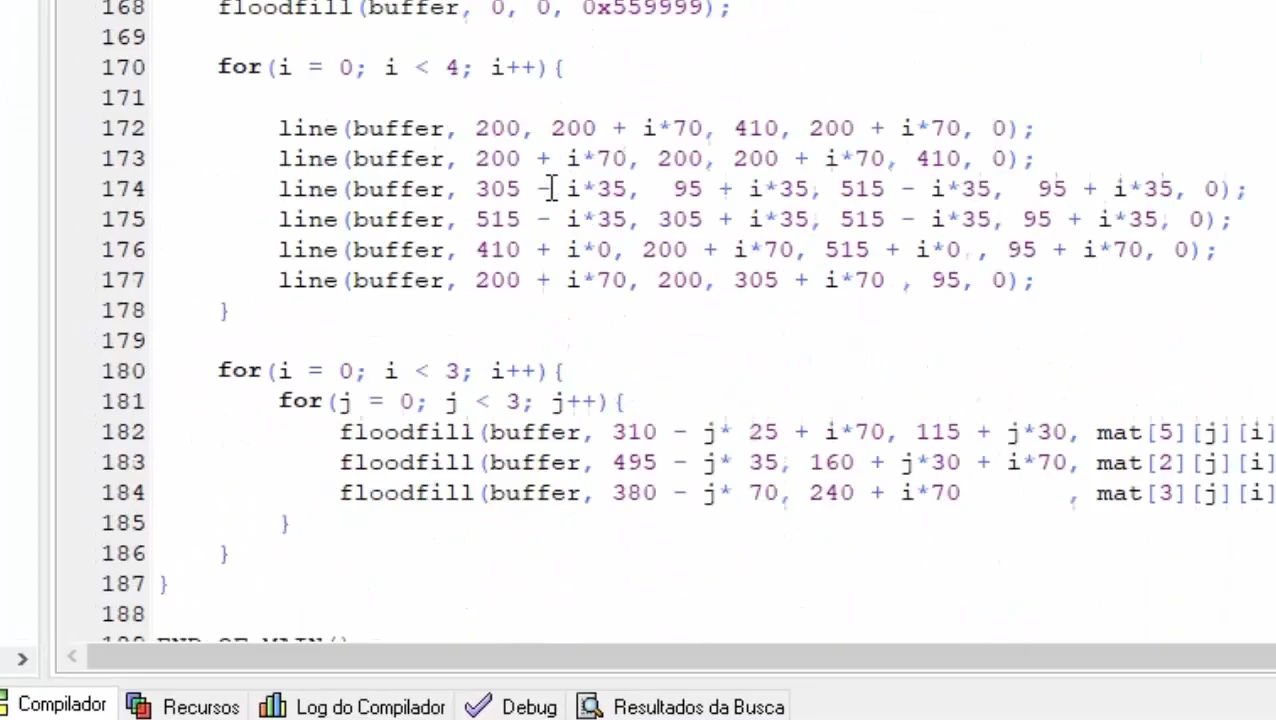 168 floodfill(buffer, 0, 0, 0x559999);
169
170 for(i = 0; i < 4; i++){
171
172 line(buffer, 200, 200 + i*70, 410, 200 + i*70, 0);
173 line(buffer, 200 + i*70, 200, 200 + i*70, 410, 0);
174 line(buffer, 305 - i*35,  95 + i*35, 515 - i*35,  95 + i*35, 0);
175 line(buffer, 515 - i*35, 305 + i*35, 515 - i*35, 95 + i*35, 0);
176 line(buffer, 410 + i*0, 200 + i*70, 515 + i*0 , 95 + i*70, 0);
177 line(buffer, 200 + i*70, 200, 305 + i*70 , 95, 0);
178 }
179
180 for(i = 0; i < 3; i++){
181 for(j = 0; j < 3; j++){
182 floodfill(buffer, 310 - j* 25 + i*70, 115 + j*30, mat[5][j][i]
183 floodfill(buffer, 495 - j* 35, 160 + j*30 + i*70, mat[2][j][i]
184 floodfill(buffer, 380 - j* 70, 240 + i*70       , mat[3][j][i]
185 }
186 }
187 }
188
189 END_OF_MAIN()
Compilador Recursos Log do Compilador Debug Resultados da Busca